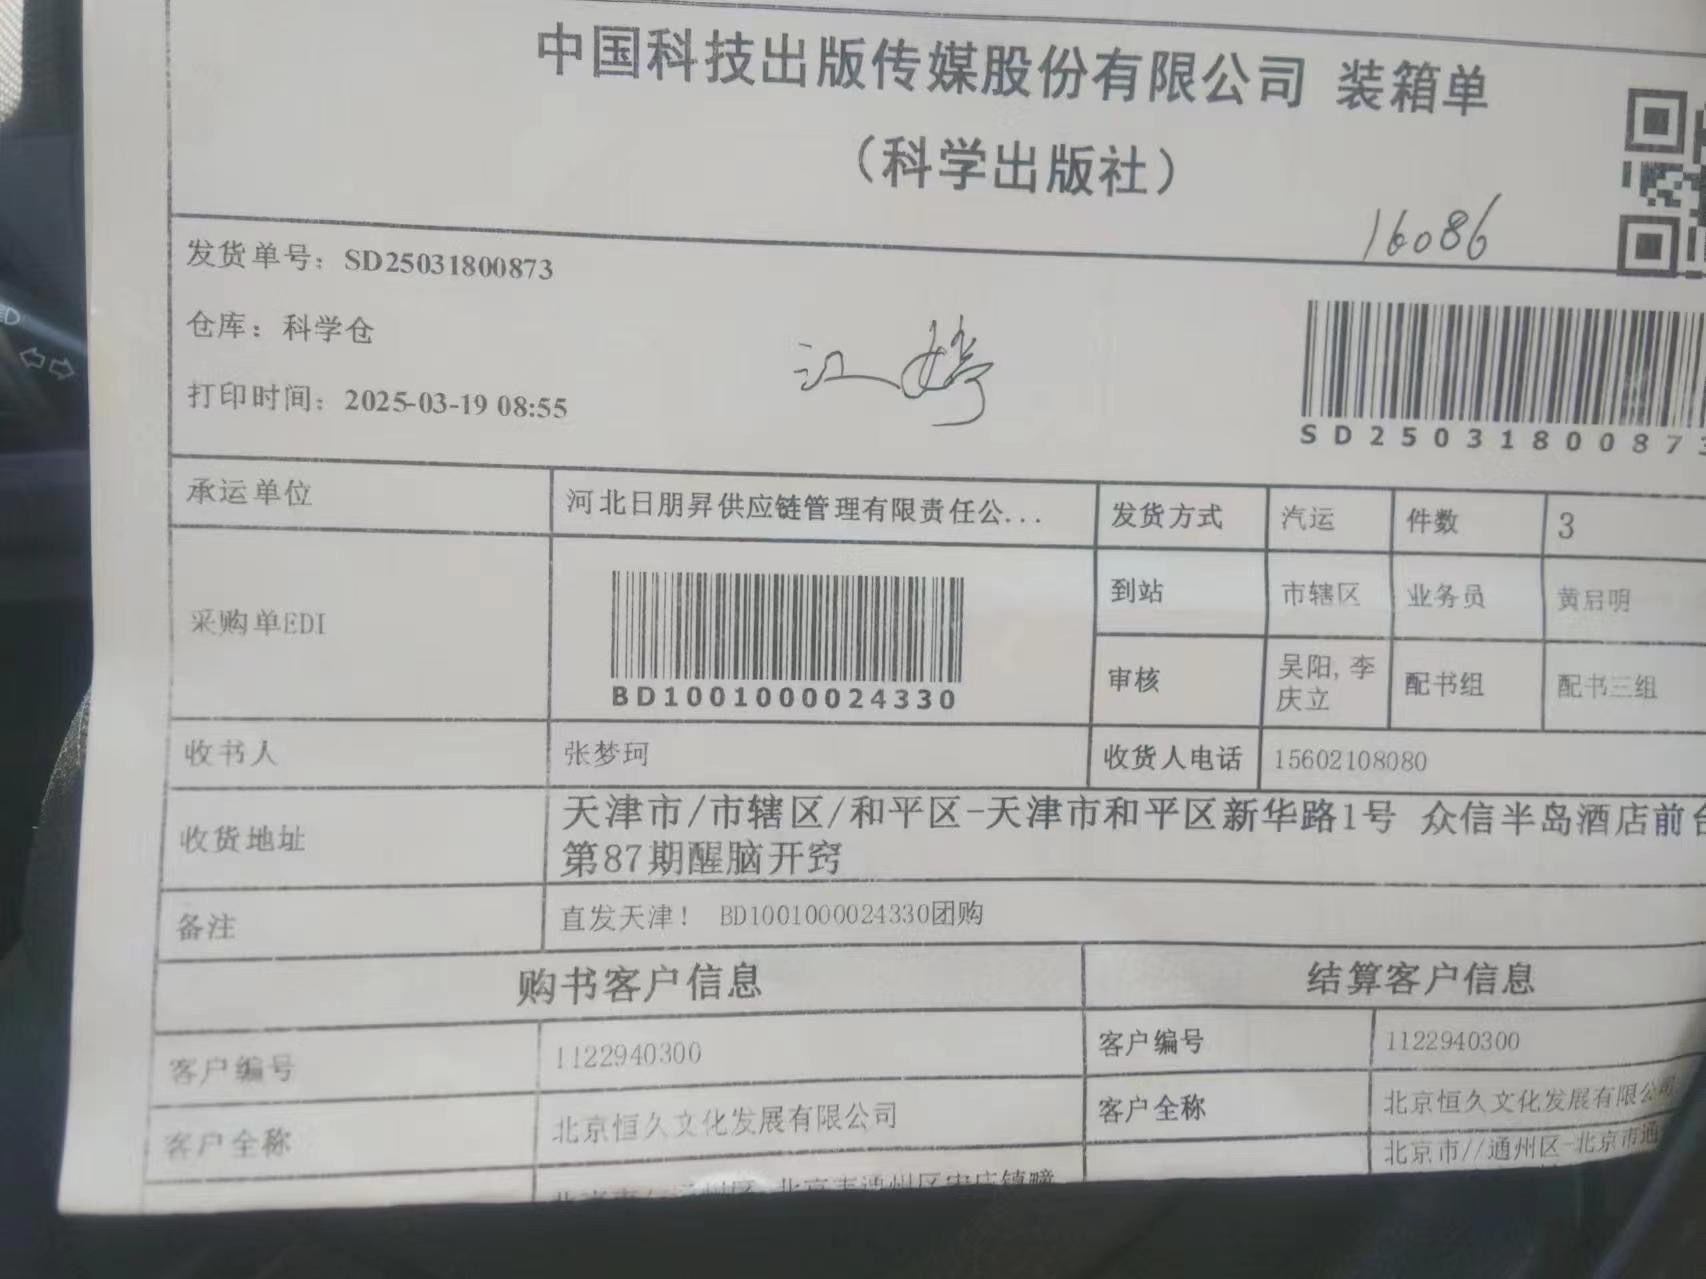 中国科技出版传媒股份有限公司 装箱单
（科学出版社）
16086
发货单号：SD25031800873
仓库：科学仓
打印时间：2025-03-19 08:55
SD2503180087
承运单位 河北日朋昇供应链管理有限责任公... 发货方式 汽运 件数 3
采购单EDI
BD1001000024330
到站 市辖区 业务员 黄启明
审核 吴阳, 李庆立 配书组 配书三组
收书人 张梦珂 收货人电话 15602108080
收货地址 天津市/市辖区/和平区-天津市和平区新华路1号 众信半岛酒店前台
第87期醒脑开窍
备注 直发天津！ BD1001000024330团购
购书客户信息 结算客户信息
客户编号 1122940300 客户编号 1122940300
客户全称 北京恒久文化发展有限公司 客户全称 北京恒久文化发展有限公司
北京市//通州区-北京市通